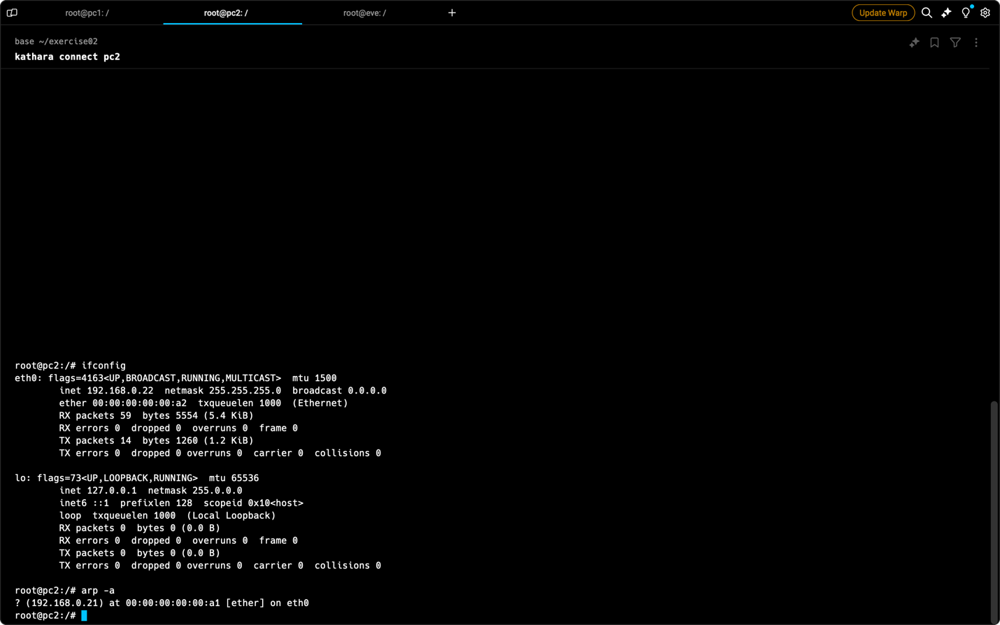 root@pc1: /
root@pc2: /
root@eve: /
+
Update Warp
base ~/exercise02
kathara connect pc2
root@pc2:/# ifconfig
eth0: flags=4163<UP,BROADCAST,RUNNING,MULTICAST>  mtu 1500
        inet 192.168.0.22  netmask 255.255.255.0  broadcast 0.0.0.0
        ether 00:00:00:00:00:a2  txqueuelen 1000  (Ethernet)
        RX packets 59  bytes 5554 (5.4 KiB)
        RX errors 0  dropped 0  overruns 0  frame 0
        TX packets 14  bytes 1260 (1.2 KiB)
        TX errors 0  dropped 0 overruns 0  carrier 0  collisions 0
lo: flags=73<UP,LOOPBACK,RUNNING>  mtu 65536
        inet 127.0.0.1  netmask 255.0.0.0
        inet6 ::1  prefixlen 128  scopeid 0x10<host>
        loop  txqueuelen 1000  (Local Loopback)
        RX packets 0  bytes 0 (0.0 B)
        RX errors 0  dropped 0  overruns 0  frame 0
        TX packets 0  bytes 0 (0.0 B)
        TX errors 0  dropped 0 overruns 0  carrier 0  collisions 0
root@pc2:/# arp -a
? (192.168.0.21) at 00:00:00:00:00:a1 [ether] on eth0
root@pc2:/#